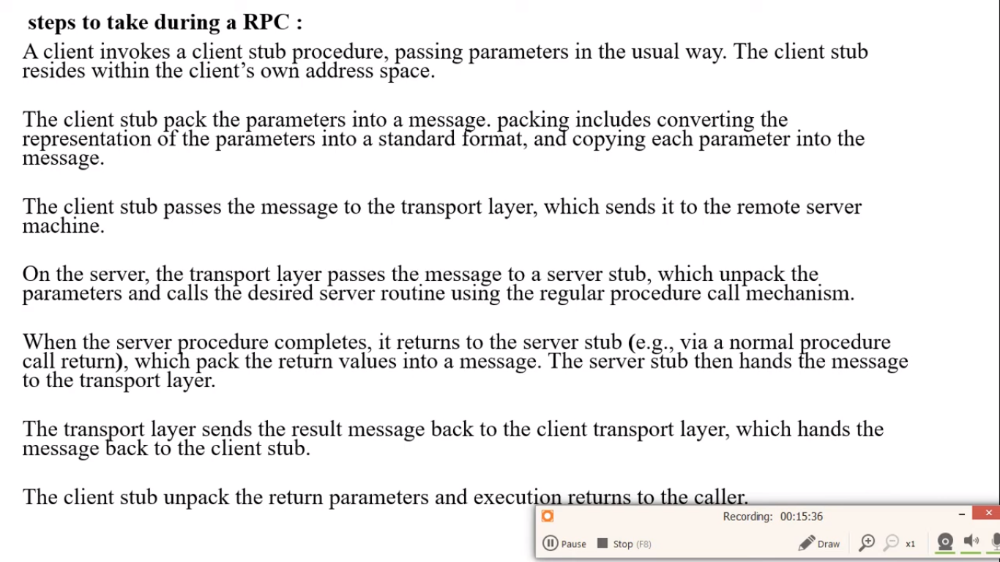 steps to take during a RPC :
A client invokes a client stub procedure, passing parameters in the usual way. The client stub
resides within the client’s own address space.
The client stub pack the parameters into a message. packing includes converting the
representation of the parameters into a standard format, and copying each parameter into the
message.
The client stub passes the message to the transport layer, which sends it to the remote server
machine.
On the server, the transport layer passes the message to a server stub, which unpack the
parameters and calls the desired server routine using the regular procedure call mechanism.
When the server procedure completes, it returns to the server stub (e.g., via a normal procedure
call return), which pack the return values into a message. The server stub then hands the message
to the transport layer.
The transport layer sends the result message back to the client transport layer, which hands the
message back to the client stub.
The client stub unpack the return parameters and execution returns to the caller.
Recording: 00:15:36
Pause Stop (F8) Draw x1